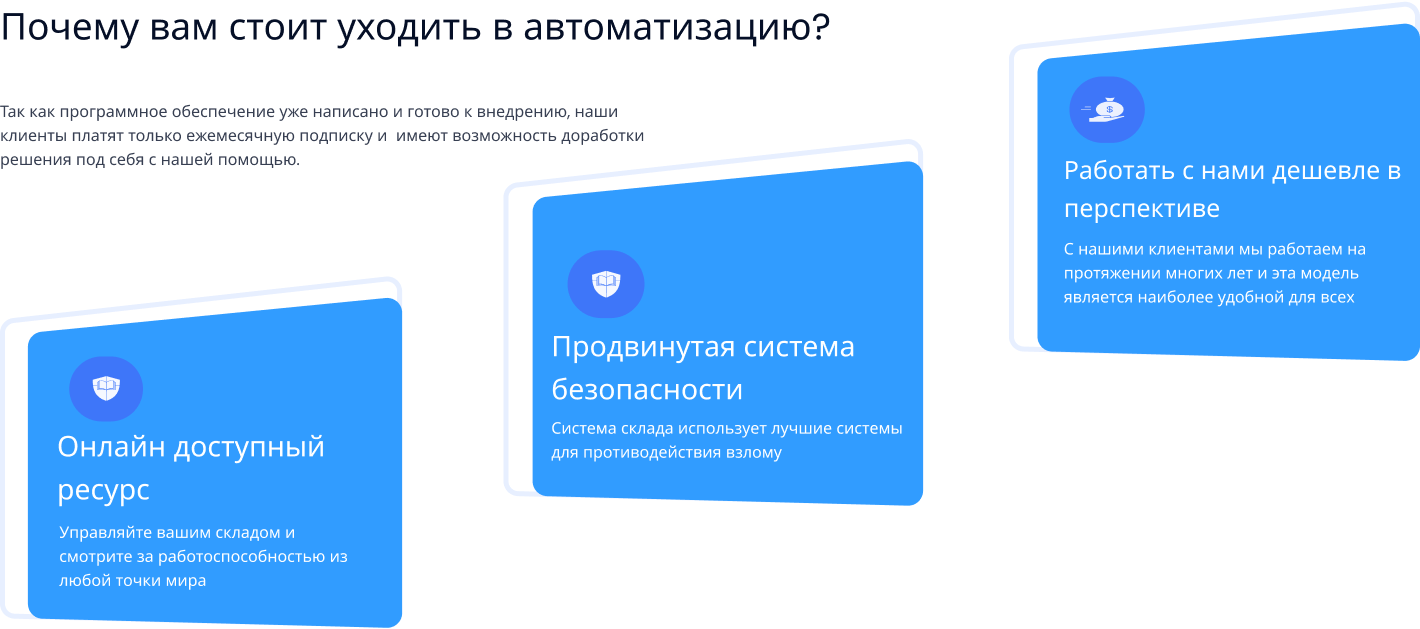 Почему вам стоит уходить в автоматизацию?
Так как программное обеспечение уже написано и готово к внедрению, наши
клиенты платят только ежемесячную подписку и  имеют возможность доработки
решения под себя с нашей помощью.
Онлайн доступный
ресурс
Управляйте вашим складом и
смотрите за работоспособностью из
любой точки мира
Продвинутая система
безопасности
Система склада использует лучшие системы
для противодействия взлому
$
Работать с нами дешевле в
перспективе
С нашими клиентами мы работаем на
протяжении многих лет и эта модель
является наиболее удобной для всех